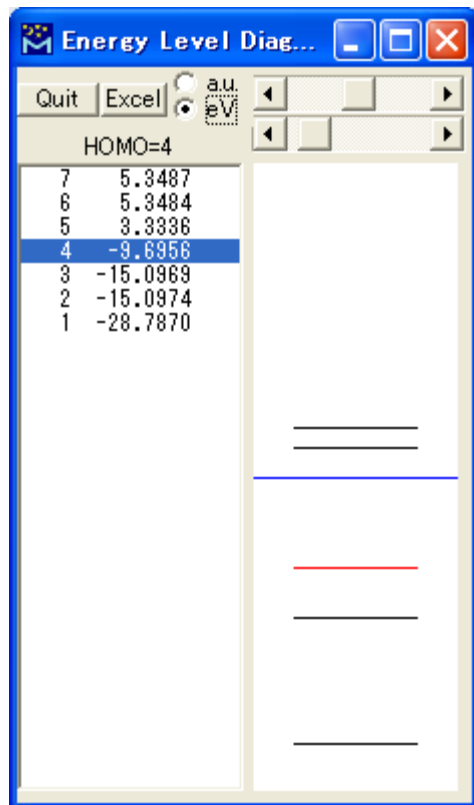 Energy Level Diag...
Quit Excel a.u.
eV
HOMO=4
7 5.3487
6 5.3484
5 3.3336
4 -9.6956
3 -15.0969
2 -15.0974
1 -28.7870